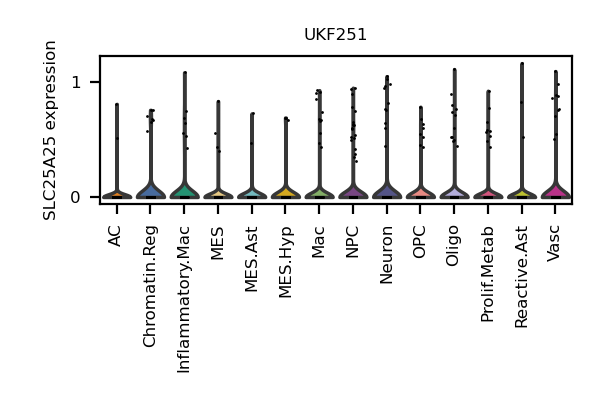 UKF251
SLC25A25 expression
1
0
AC
Chromatin.Reg
Inflammatory.Mac
MES
MES.Ast
MES.Hyp
Mac
NPC
Neuron
OPC
Oligo
Prolif.Metab
Reactive.Ast
Vasc